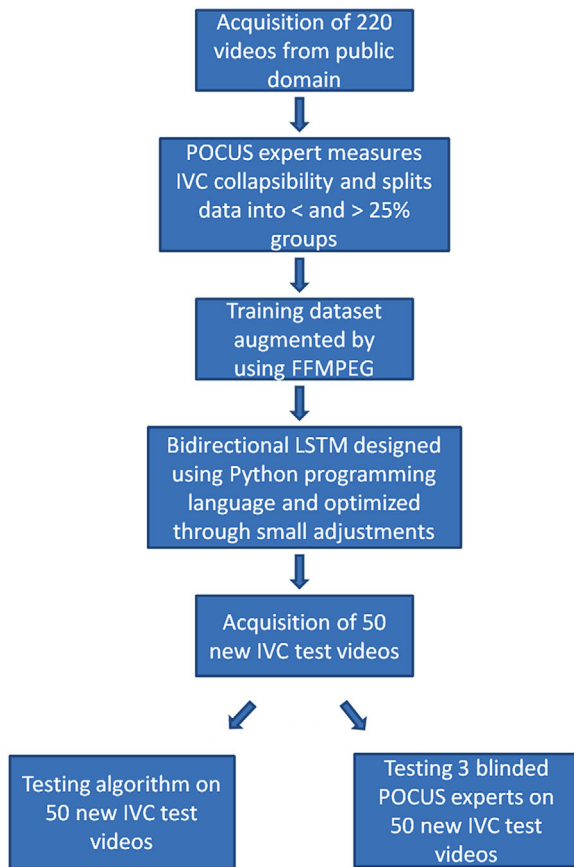 Acquisition of 220
videos from public
domain
POCUS expert measures
IVC collapsibility and splits
data into < and > 25%
groups
Training dataset
augmented by
using FFMPEG
Bidirectional LSTM designed
using Python programming
language and optimized
through small adjustments
Acquisition of 50
new IVC test videos
Testing algorithm on
50 new IVC test
videos
Testing 3 blinded
POCUS experts on
50 new IVC test
videos